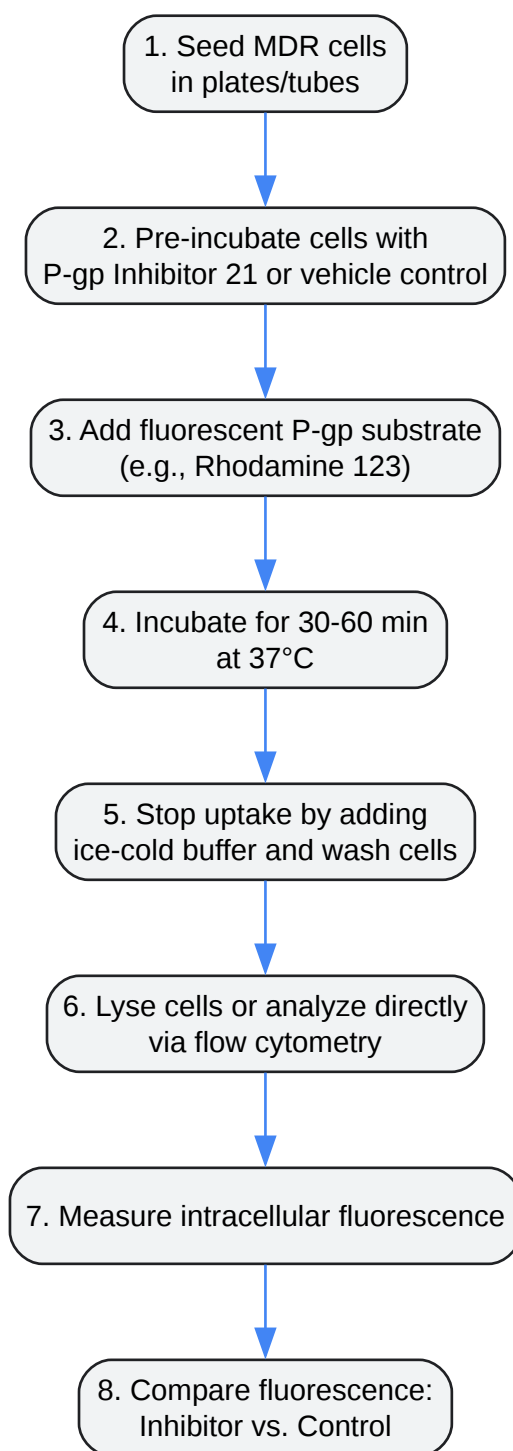 1. Seed MDR cells
in plates/tubes
2. Pre-incubate cells with
P-gp Inhibitor 21 or vehicle control
3. Add fluorescent P-gp substrate
(e.g., Rhodamine 123)
4. Incubate for 30-60 min
at 37°C
5. Stop uptake by adding
ice-cold buffer and wash cells
6. Lyse cells or analyze directly
via flow cytometry
7. Measure intracellular fluorescence
8. Compare fluorescence:
Inhibitor vs. Control